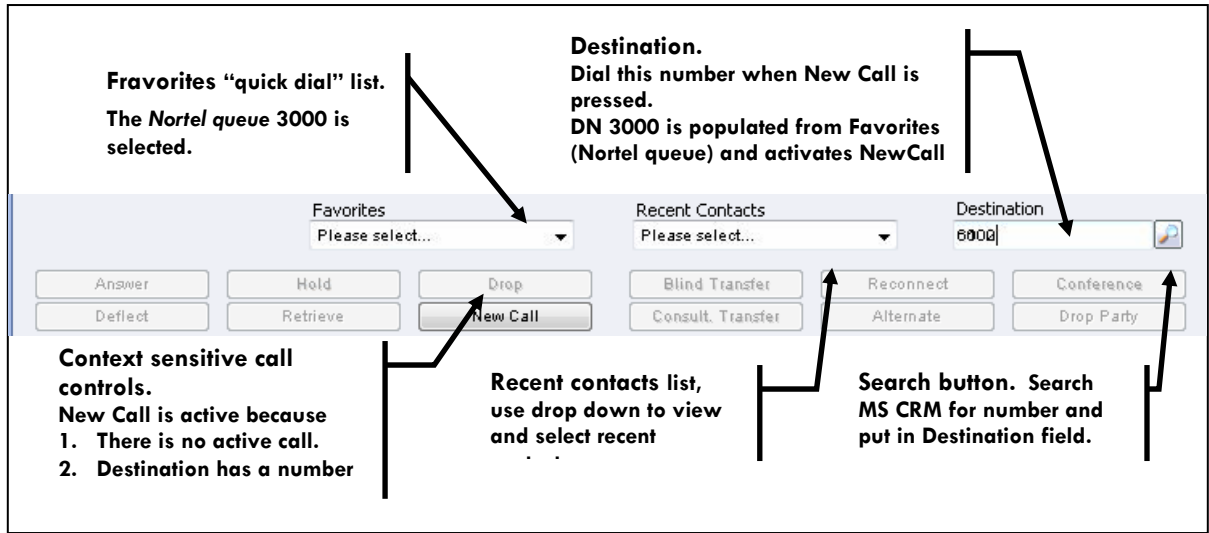 Fravorites “quick dial” list.
The Nortel queue 3000 is
selected.
Destination.
Dial this number when New Call is
pressed.
DN 3000 is populated from Favorites
(Nortel queue) and activates NewCall
Favorites
Recent Contacts
Destination
Please select...
Please select...
Answer
Hold
Drop
Blind Transfer
Reconnect
Conference
Deflect
Retrieve
New Call
Consult. Transfer
Alternate
Drop Party
Context sensitive call
controls.
New Call is active because
1. There is no active call.
2. Destination has a number
Recent contacts list,
use drop down to view
and select recent
Search button. Search
MS CRM for number and
put in Destination field.